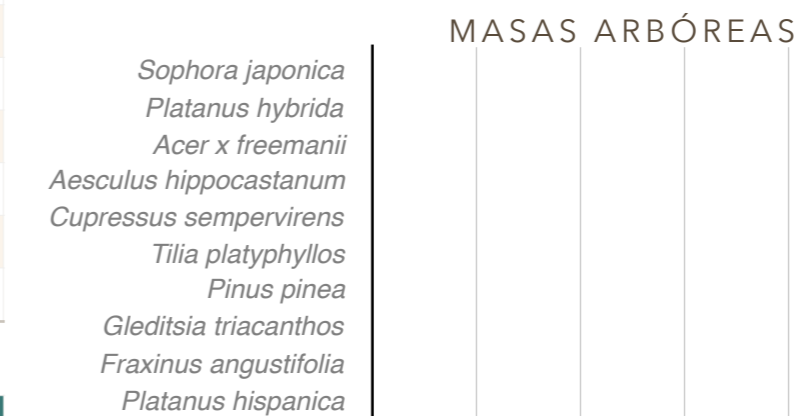 MASAS ARBÓREAS
Sophora japonica
Platanus hybrida
Acer x freemanii
Aesculus hippocastanum
Cupressus sempervirens
Tilia platyphyllos
Pinus pinea
Gleditsia triacanthos
Fraxinus angustifolia
Platanus hispanica